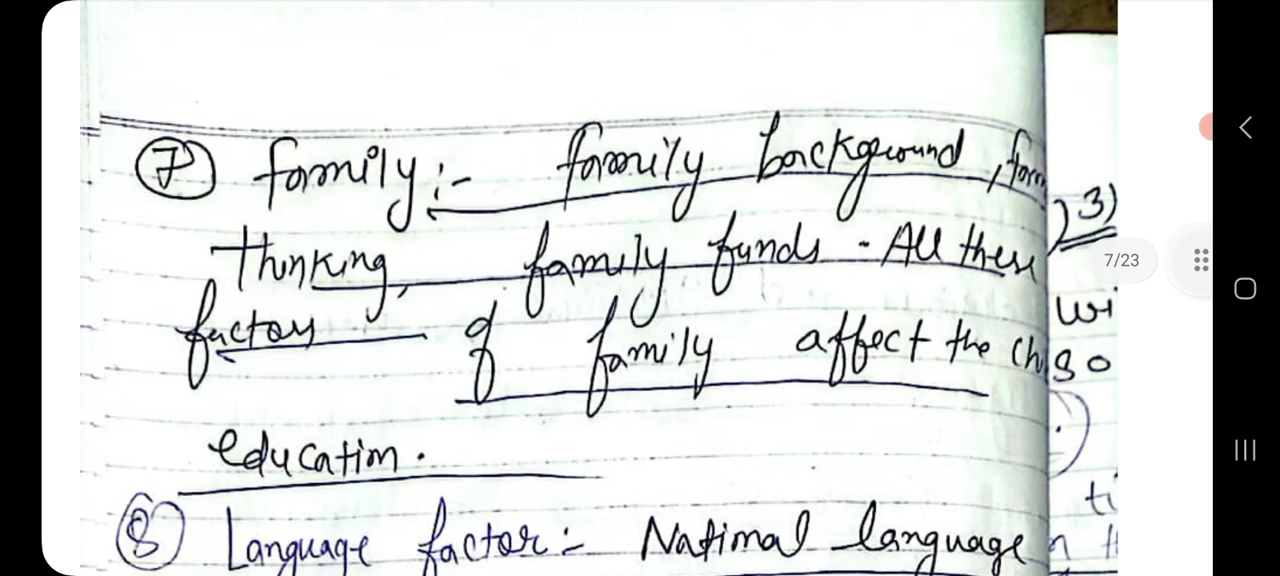 ⑦ family :- family background, fam
thinking, family funds - All these
factors of family affect the ch
education.
⑧ Language factor :- National language
3)
wi
so
ti
7/23